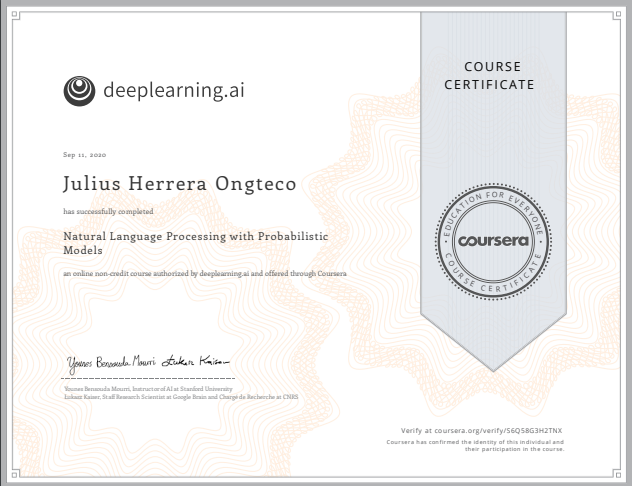 deeplearning.ai
COURSE
CERTIFICATE
Sep 11, 2020
Julius Herrera Ongteco
has successfully completed
Natural Language Processing with Probabilistic
Models
an online non-credit course authorized by deeplearning.ai and offered through Coursera
EDUCATION FOR EVERYONE
coursera
COURSE CERTIFICATE
Younes Bensouda Mourri Łukasz Kaiser
Younes Bensouda Mourri, Instructor of AI at Stanford University
Łukasz Kaiser, Staff Research Scientist at Google Brain and Chargé de Recherche at CNRS
Verify at coursera.org/verify/S6Q58G3H2TNX
Coursera has confirmed the identity of this individual and
their participation in the course.